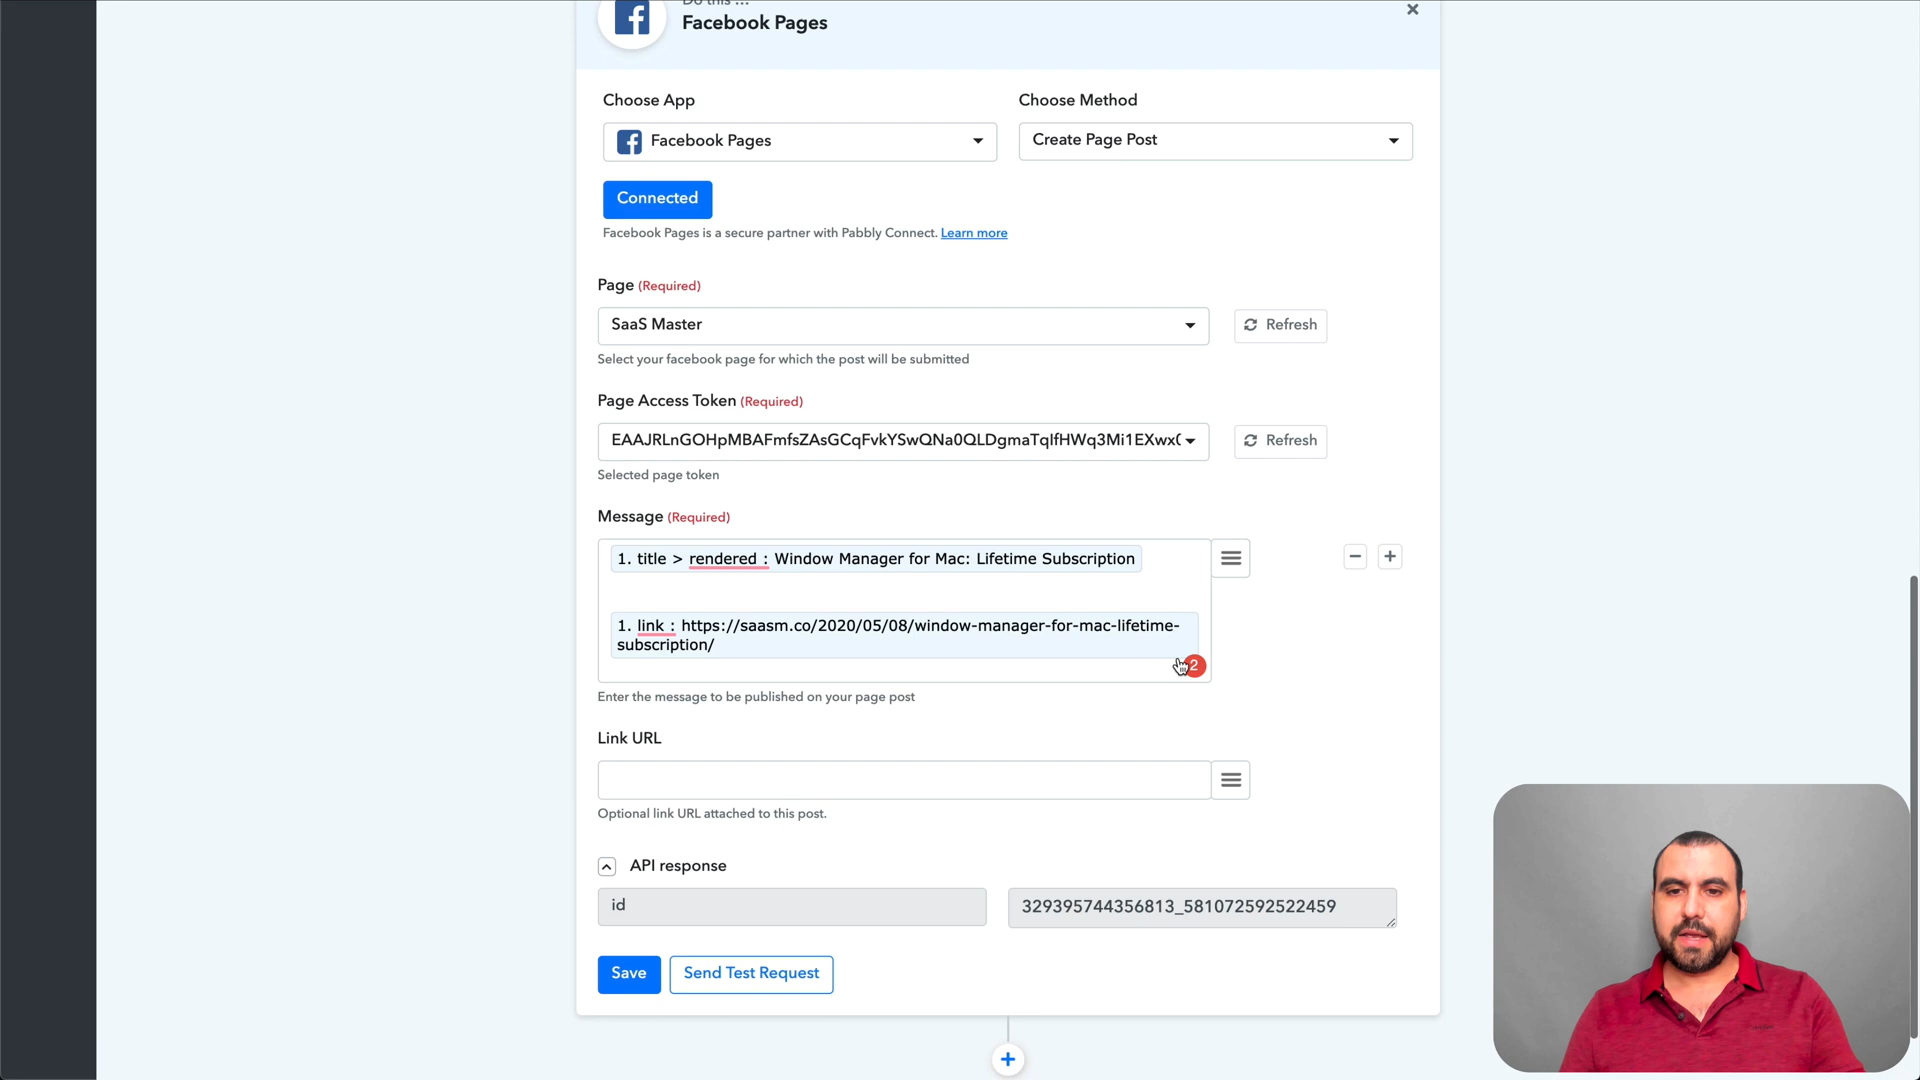 Do this ...
Facebook Pages
Choose App
Choose Method
Facebook Pages
Create Page Post
Connected
Facebook Pages is a secure partner with Pabbly Connect. Learn more
Page (Required)
SaaS Master
Refresh
Select your facebook page for which the post will be submitted
Page Access Token (Required)
Refresh
Selected page token
Message (Required)
1. title > rendered : Window Manager for Mac: Lifetime Subscription
1. link : https://saasm.co/2020/05/08/window-manager-for-mac-lifetime-
subscription/
2
Enter the message to be published on your page post
Link URL
Optional link URL attached to this post.
API response
id
329395744356813_581072592522459
Save
Send Test Request